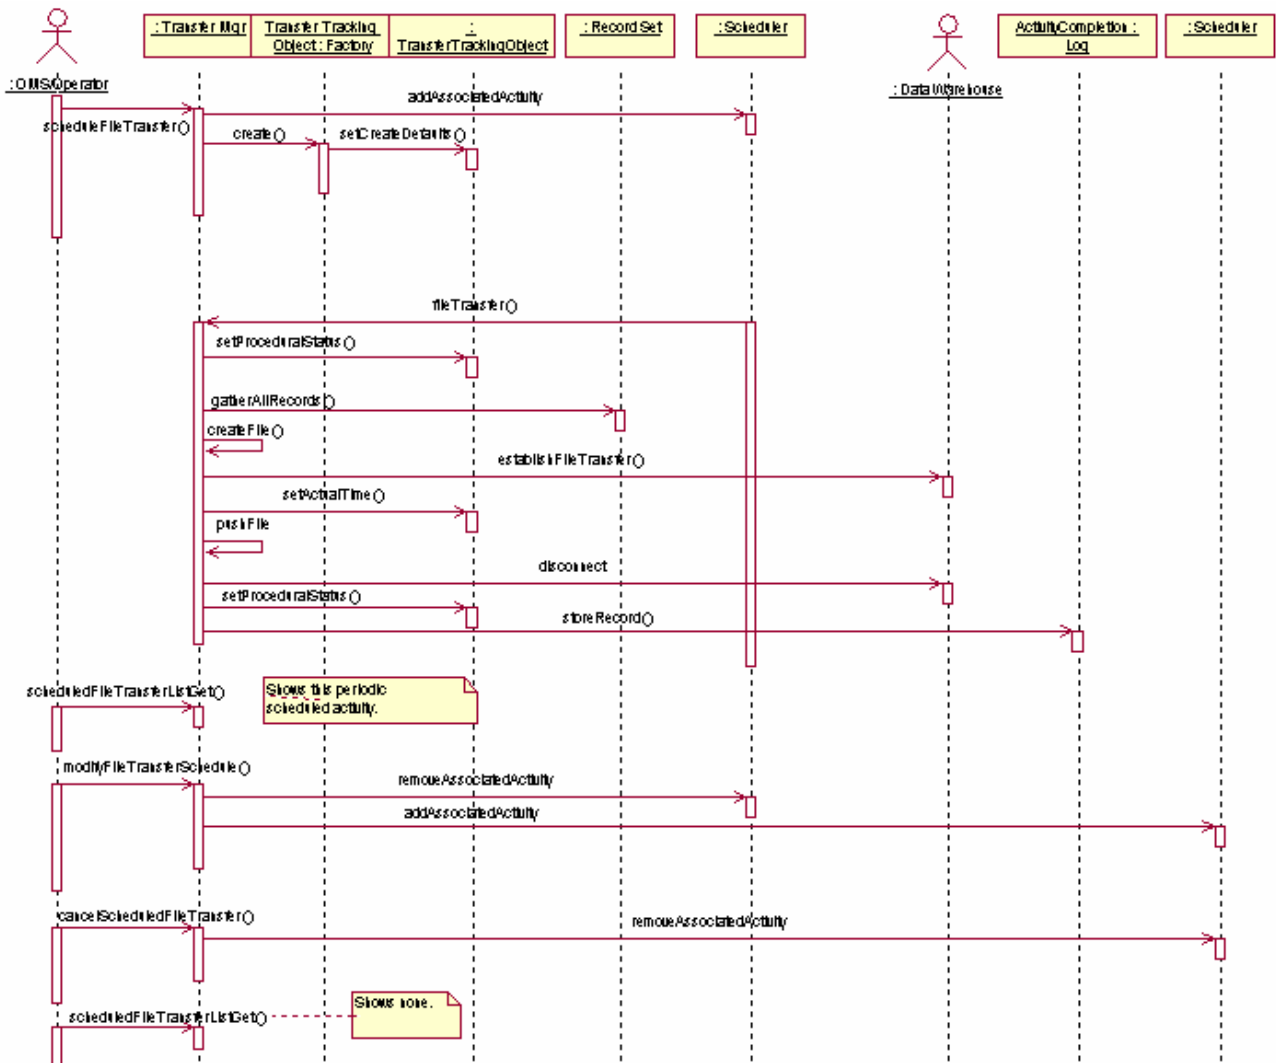 : Transfer Mgr
Transfer Tracking
Object : Factory
:
TransferTrackingObject
: Record Set
: Scheduler
ActivityCompletion :
Log
: Scheduler
: OMS/Operator
: Data Warehouse
addAssociatedActivity
scheduleFileTransfer()
create()
setCreateDefaults()
fileTransfer()
setProceduralStatus()
gatherAllRecords()
createFile()
establishFileTransfer()
setActualTime()
pushFile
disconnect
setProceduralStatus()
storeRecord()
scheduledFileTransferListGet()
Shows this periodic
scheduled activity.
modifyFileTransferSchedule()
removeAssociatedActivity
addAssociatedActivity
cancelScheduledFileTransfer()
removeAssociatedActivity
Shows none.
scheduledFileTransferListGet()